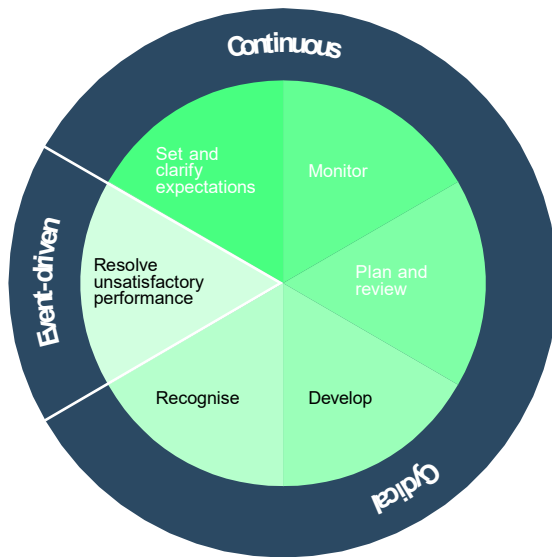 Continuous
Set and
clarify
expectations
Monitor
Event-driven
Resolve
unsatisfactory
performance
Plan and
review
Recognise
Develop
Cyclical